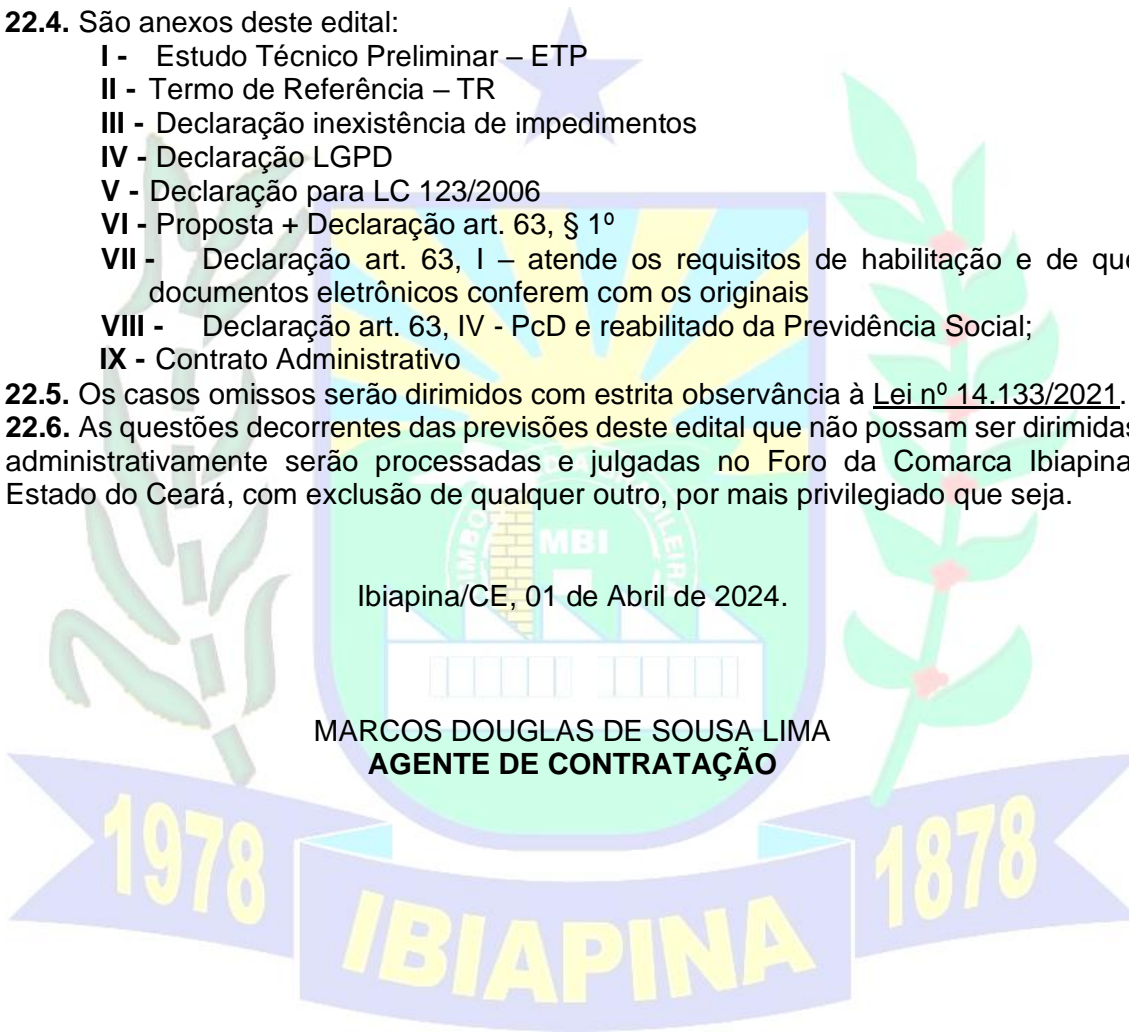 22.4. São anexos deste edital:
I - Estudo Técnico Preliminar – ETP
II - Termo de Referência – TR
III - Declaração inexistência de impedimentos
IV - Declaração LGPD
V - Declaração para LC 123/2006
VI - Proposta + Declaração art. 63, § 1º
VII - Declaração art. 63, I – atende os requisitos de habilitação e de que
documentos eletrônicos conferem com os originais
VIII - Declaração art. 63, IV - PcD e reabilitado da Previdência Social;
IX - Contrato Administrativo
22.5. Os casos omissos serão dirimidos com estrita observância à Lei nº 14.133/2021.
22.6. As questões decorrentes das previsões deste edital que não possam ser dirimidas
administrativamente serão processadas e julgadas no Foro da Comarca Ibiapina
Estado do Ceará, com exclusão de qualquer outro, por mais privilegiado que seja.
MBI
Ibiapina/CE, 01 de Abril de 2024.
MARCOS DOUGLAS DE SOUSA LIMA
AGENTE DE CONTRATAÇÃO
1978
1878
IBIAPINA